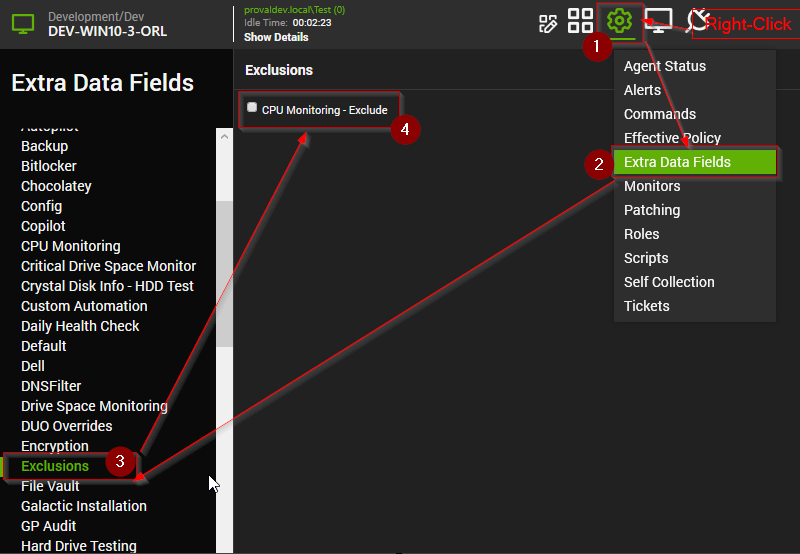 Development/Dev
DEV-WIN10-3-ORL
provaldev.local\Test (0)
Idle Time: 00:02:23
Show Details
Right-Click
1
Extra Data Fields
Autopilot
Backup
Bitlocker
Chocolatey
Config
Copilot
CPU Monitoring
Critical Drive Space Monitor
Crystal Disk Info - HDD Test
Custom Automation
Daily Health Check
Default
Dell
DNSFilter
Drive Space Monitoring
DUO Overrides
Encryption
Exclusions
3
File Vault
Galactic Installation
GP Audit
Hard Drive Testing
Exclusions
CPU Monitoring - Exclude
4
Agent Status
Alerts
Commands
Effective Policy
2
Extra Data Fields
Monitors
Patching
Roles
Scripts
Self Collection
Tickets